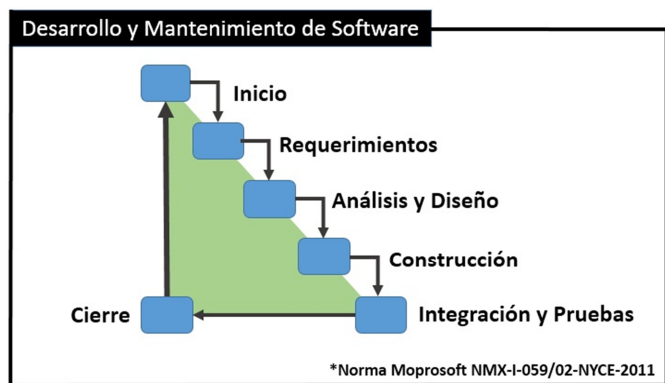 Desarrollo y Mantenimiento de Software
Inicio
Requerimientos
Análisis y Diseño
Construcción
Integración y Pruebas
Cierre
*Norma Moprosoft NMX-I-059/02-NYCE-2011